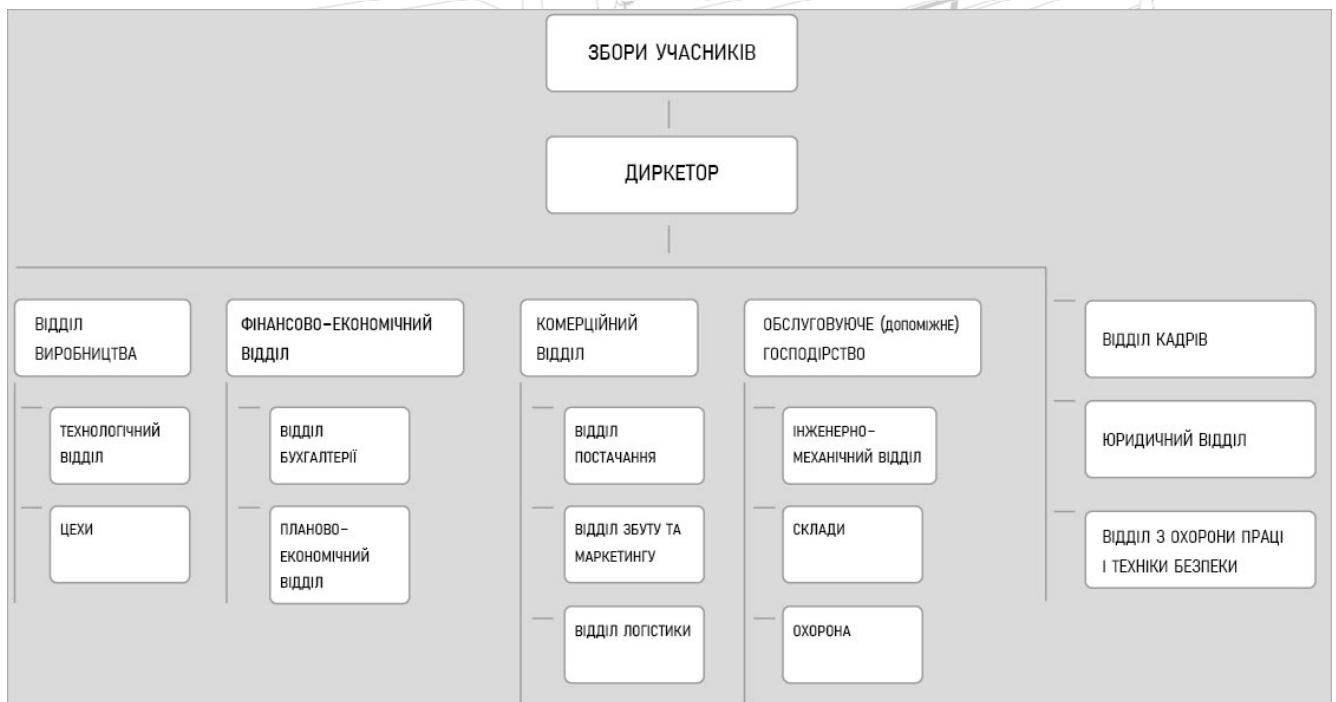 ЗБОРИ УЧАСНИКІВ
ДИРКЕТОР
ВІДДІЛ
ВИРОБНИЦТВА
ФІНАНСОВО-ЕКОНОМІЧНИЙ
ВІДДІЛ
КОМЕРЦІЙНИЙ
ВІДДІЛ
ОБСЛУГОВУЮЧЕ (ДОПОМІЖНЕ)
ГОСПОДІРСТВО
ВІДДІЛ КАДРІВ
ТЕХНОЛОГІЧНИЙ
ВІДДІЛ
ВІДДІЛ
БУХГАЛТЕРІЇ
ВІДДІЛ
ПОСТАЧАННЯ
ІНЖЕНЕРНО-
МЕХАНІЧНИЙ ВІДДІЛ
ЮРИДИЧНИЙ ВІДДІЛ
ЦЕХИ
ПЛАНОВО-
ЕКОНОМІЧНИЙ
ВІДДІЛ
ВІДДІЛ ЗБУТУ ТА
МАРКЕТИНГУ
СКЛАДИ
ВІДДІЛ З ОХОРОНИ ПРАЦІ
І ТЕХНІКИ БЕЗПЕКИ
ВІДДІЛ ЛОГІСТИКИ
ОХОРОНА